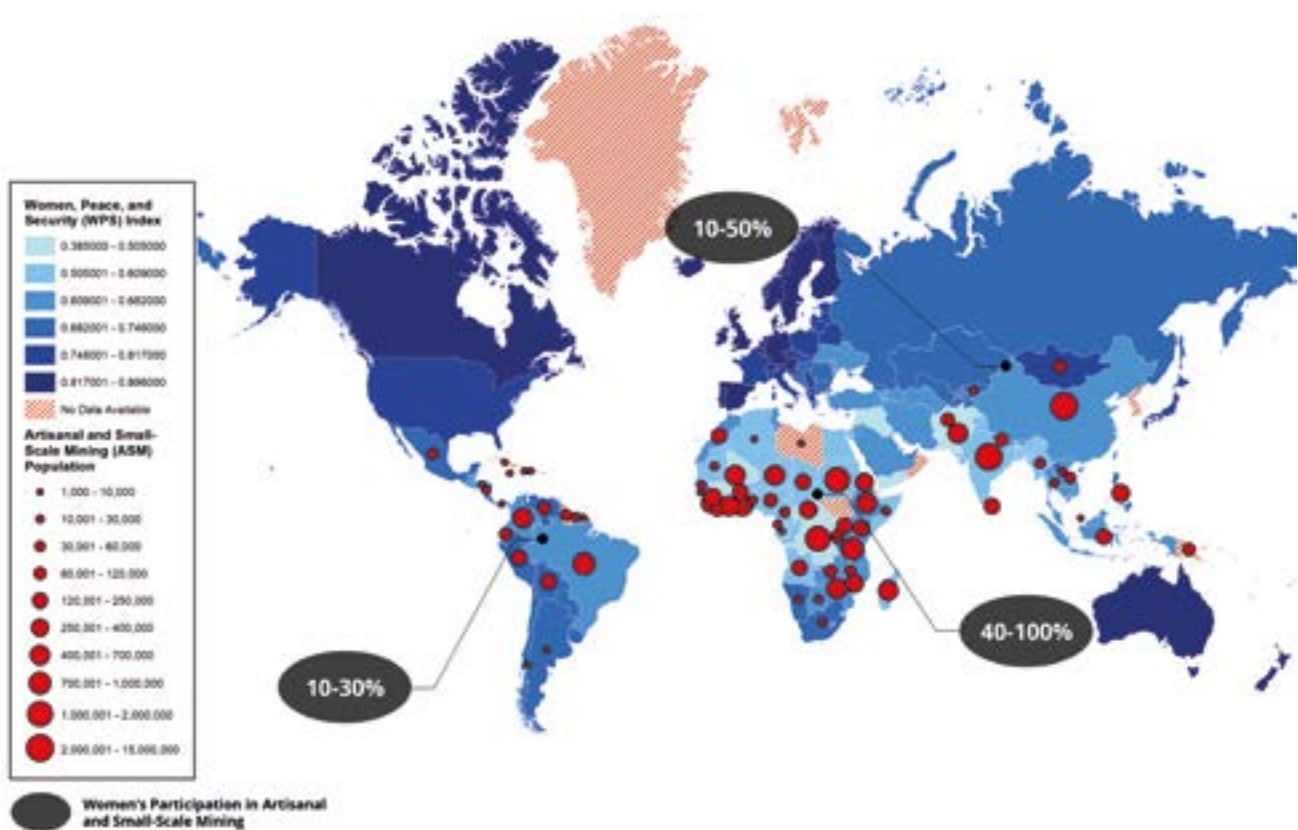 Women, Peace, and
Security (WPS) Index
0.385000 - 0.505000
0.505001 - 0.609000
0.609001 - 0.682000
0.682001 - 0.746000
0.746001 - 0.817000
0.817001 - 0.898000
No Data Available
Artisanal and Small-
Scale Mining (ASM)
Population
1,000 - 10,000
10,001 - 30,000
30,001 - 60,000
60,001 - 120,000
120,001 - 250,000
250,001 - 400,000
400,001 - 700,000
700,001 - 1,000,000
1,000,001 - 2,000,000
2,000,001 - 15,000,000
Women's Participation in Artisanal
and Small-Scale Mining
10-50%
40-100%
10-30%